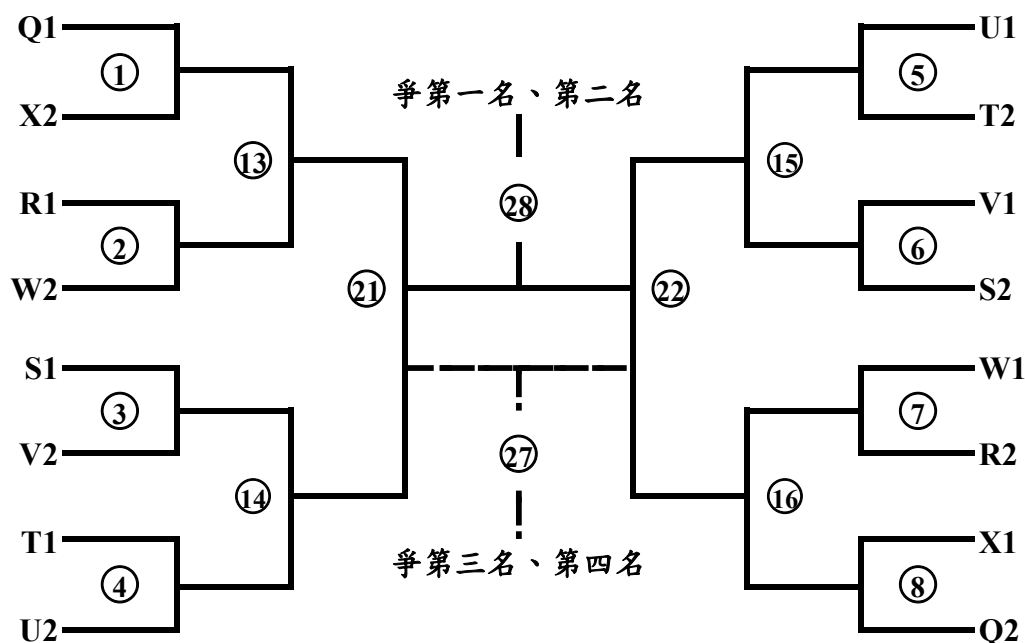 Q1
U1
①
⑤
爭第一名、第二名
X2
T2
⑬
⑮
R1
V1
㉘
②
⑥
W2
S2
㉑
㉒
S1
W1
③
⑦
V2
R2
㉗
⑭
⑯
T1
X1
爭第三名、第四名
④
⑧
U2
Q2